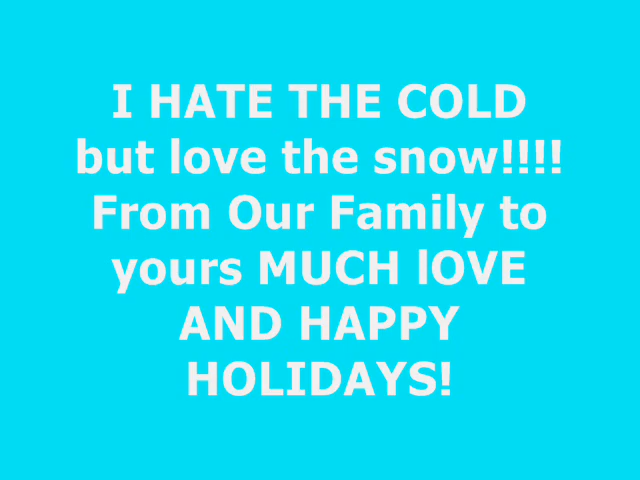 I HATE THE COLD
but love the snow!!!!
From Our Family to
yours MUCH lOVE
AND HAPPY
HOLIDAYS!